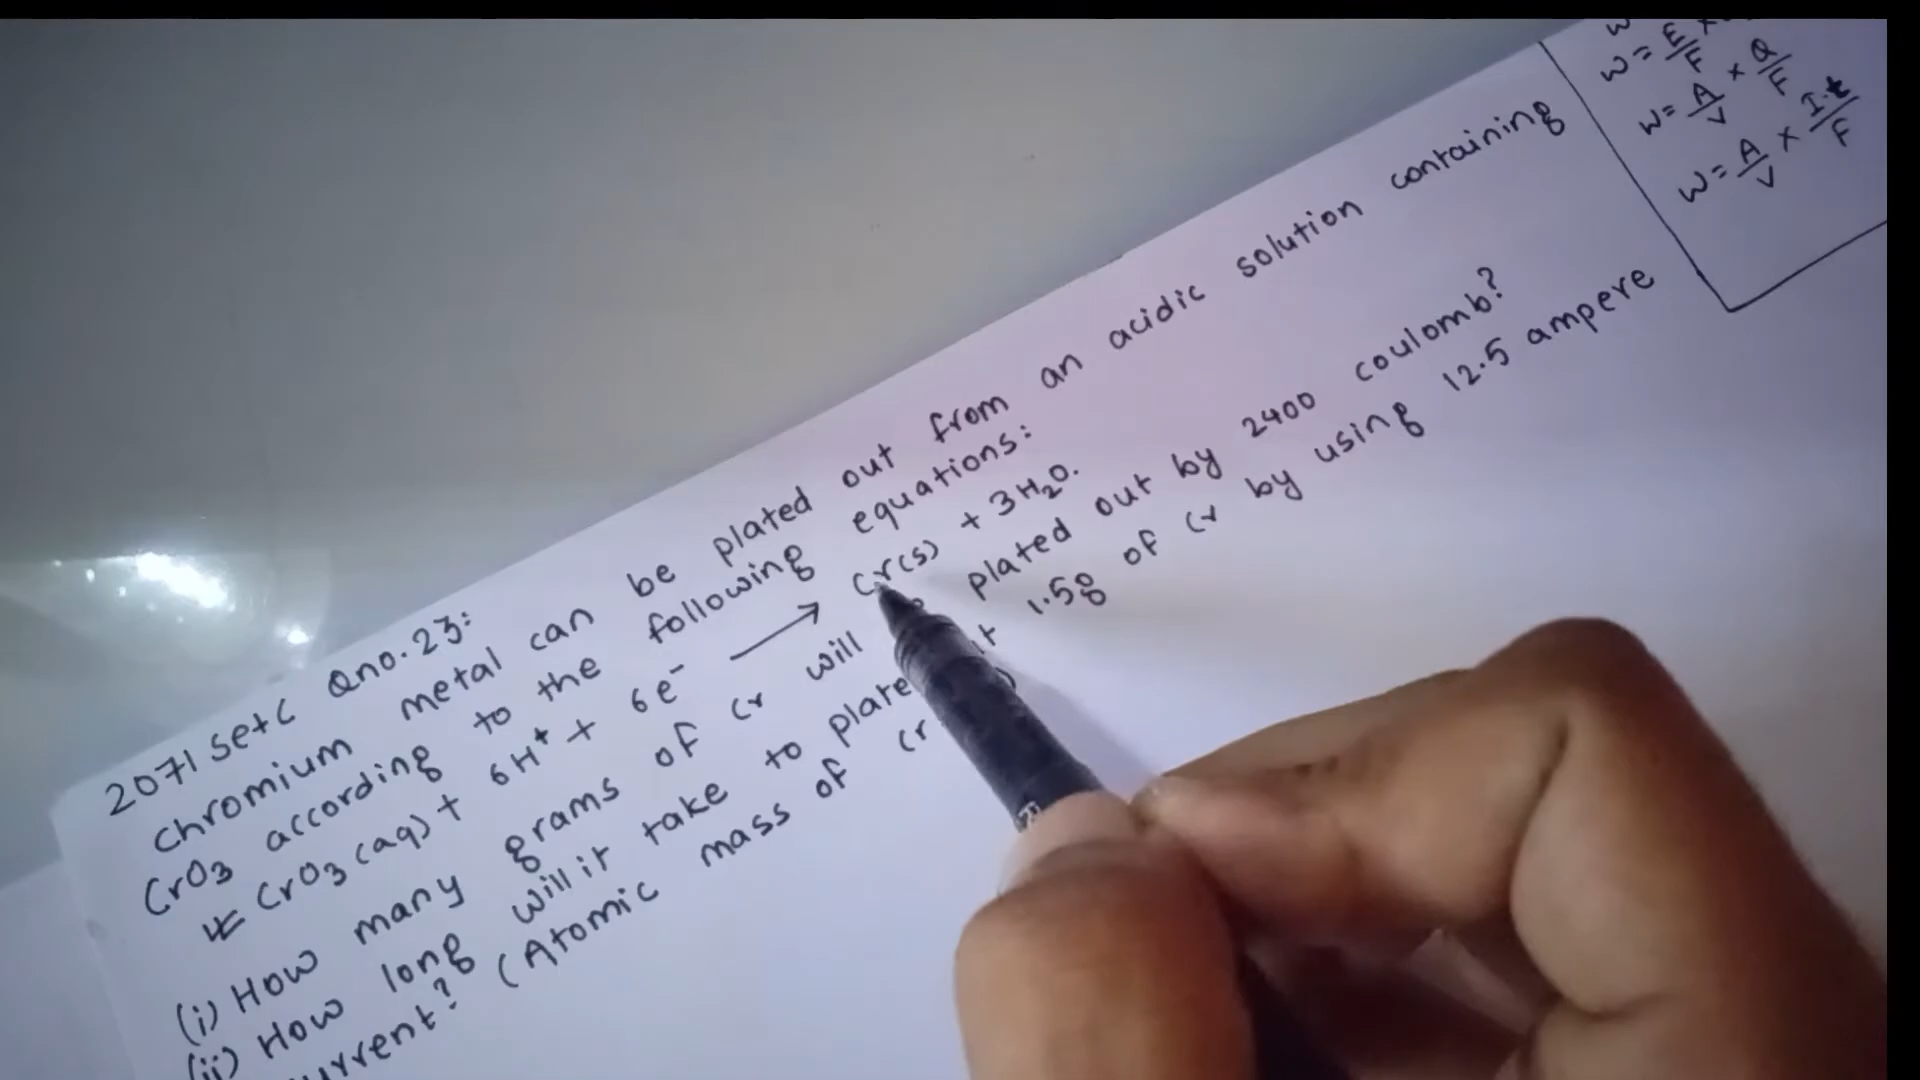 W= E/F ×
W= A/V × Q/F
W= A/V × I.t/F
2071 Set C Qno. 23:
Chromium metal can be plated out from an acidic solution containing
CrO3 according to the following equations:
CrO3 (aq) + 6H+ + 6e- → Cr(s) + 3H2O.
(i) How many grams of Cr will plated out by 2400 coulomb?
(ii) How long will it take to plate 1.5g of Cr by using 12.5 ampere
current? (Atomic mass of Cr